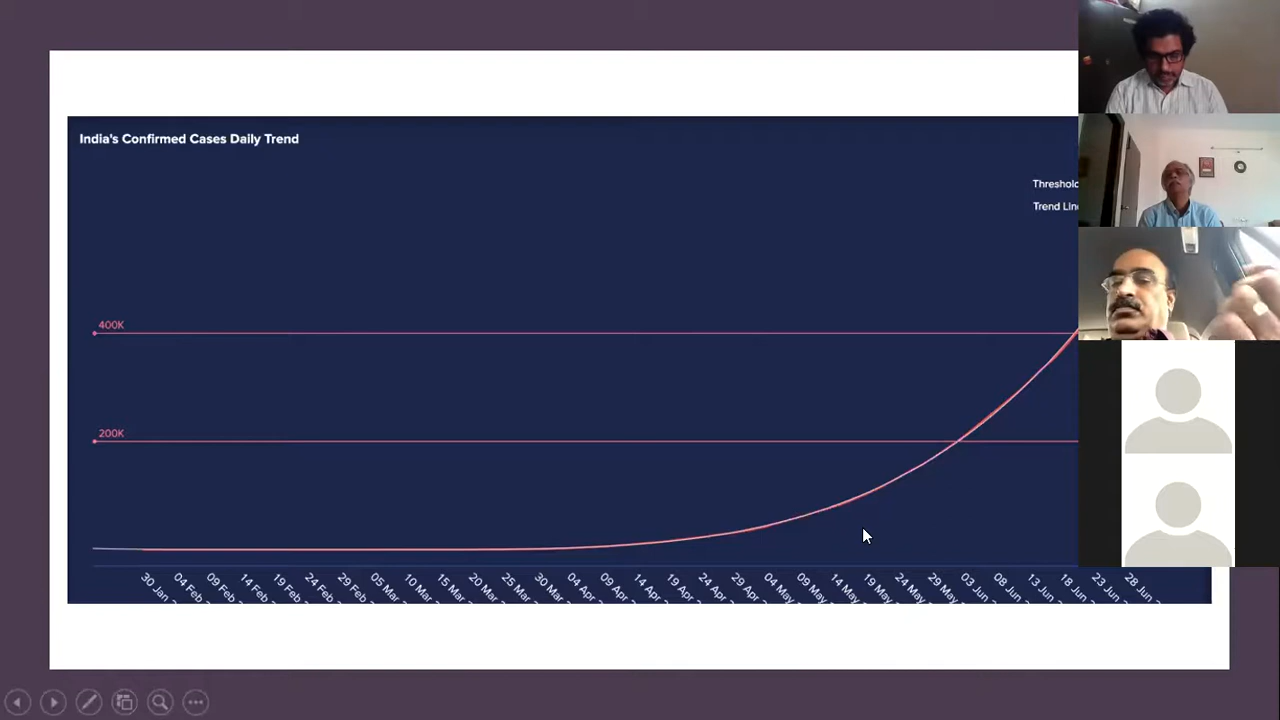 India's Confirmed Cases Daily Trend
Threshold
Trend Line
400K
200K
30 Jan 04 Feb 09 Feb 14 Feb 19 Feb 24 Feb 29 Feb 05 Mar 10 Mar 15 Mar 20 Mar 25 Mar 30 Mar 04 Apr 09 Apr 14 Apr 19 Apr 24 Apr 29 Apr 04 May 09 May 14 May 19 May 24 May 29 May 03 Jun 08 Jun 13 Jun 18 Jun 23 Jun 28 Jun